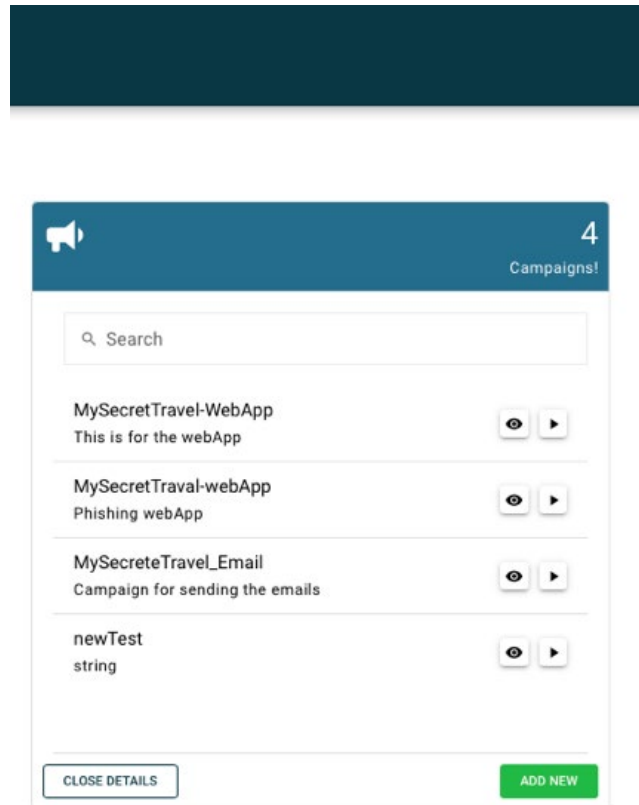 4
Campaigns!
Search
MySecretTravel-WebApp
This is for the webApp
MySecretTraval-webApp
Phishing webApp
MySecreteTravel_Email
Campaign for sending the emails
newTest
string
CLOSE DETAILS
ADD NEW